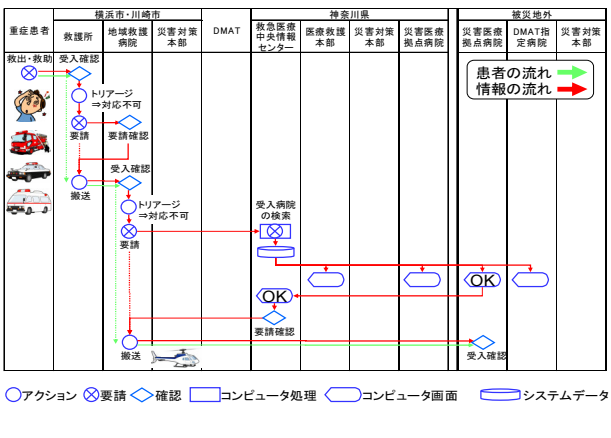 横浜市・川崎市
神奈川県
被災地外
重症患者
救護所
地域救護
病院
災害対策
本部
DMAT
救急医療
中央情報
センター
医療救護
本部
災害対策
本部
災害医療
拠点病院
災害医療
拠点病院
DMAT指
定病院
災害対策
本部
救出・救助
受入確認
患者の流れ
情報の流れ
トリアージ
⇒対応不可
要請
要請確認
受入確認
搬送
トリアージ
⇒対応不可
受入病院
の検索
要請
OK
OK
要請確認
搬送
受入確認
アクション
要請
確認
コンピュータ処理
コンピュータ画面
システムデータ